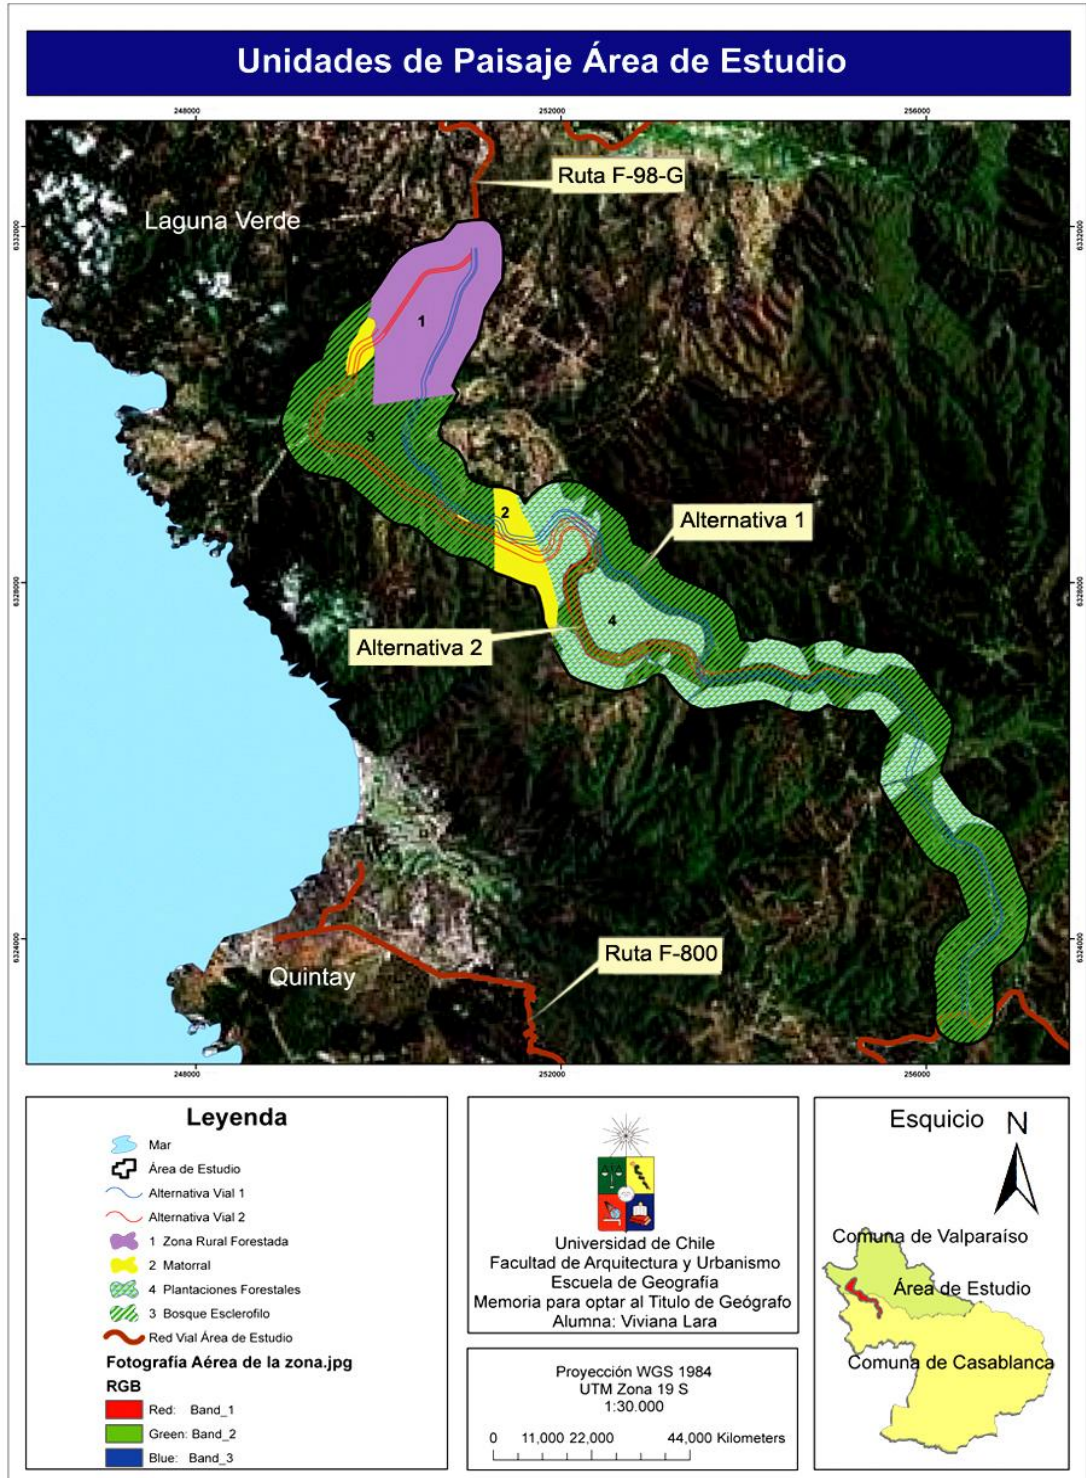 Unidades de Paisaje Área de Estudio
248000 252000 256000
Ruta F-98-G
Laguna Verde
6332000 6332000
1
3
2
Alternativa 1
6328000 6328000
4
Alternativa 2
6324000 6324000
Ruta F-800
Quintay
248000 252000 256000
Leyenda
Mar
Área de Estudio
Alternativa Vial 1
Alternativa Vial 2
1 Zona Rural Forestada
2 Matorral
4 Plantaciones Forestales
3 Bosque Esclerofilo
Red Vial Área de Estudio
Fotografía Aérea de la zona.jpg
RGB
Red: Band_1
Green: Band_2
Blue: Band_3
Universidad de Chile
Facultad de Arquitectura y Urbanismo
Escuela de Geografía
Memoria para optar al Titulo de Geógrafo
Alumna: Viviana Lara
Proyección WGS 1984
UTM Zona 19 S
1:30.000
0 11,000 22,000 44,000 Kilometers
Esquicio N
Comuna de Valparaíso
Área de Estudio
Comuna de Casablanca